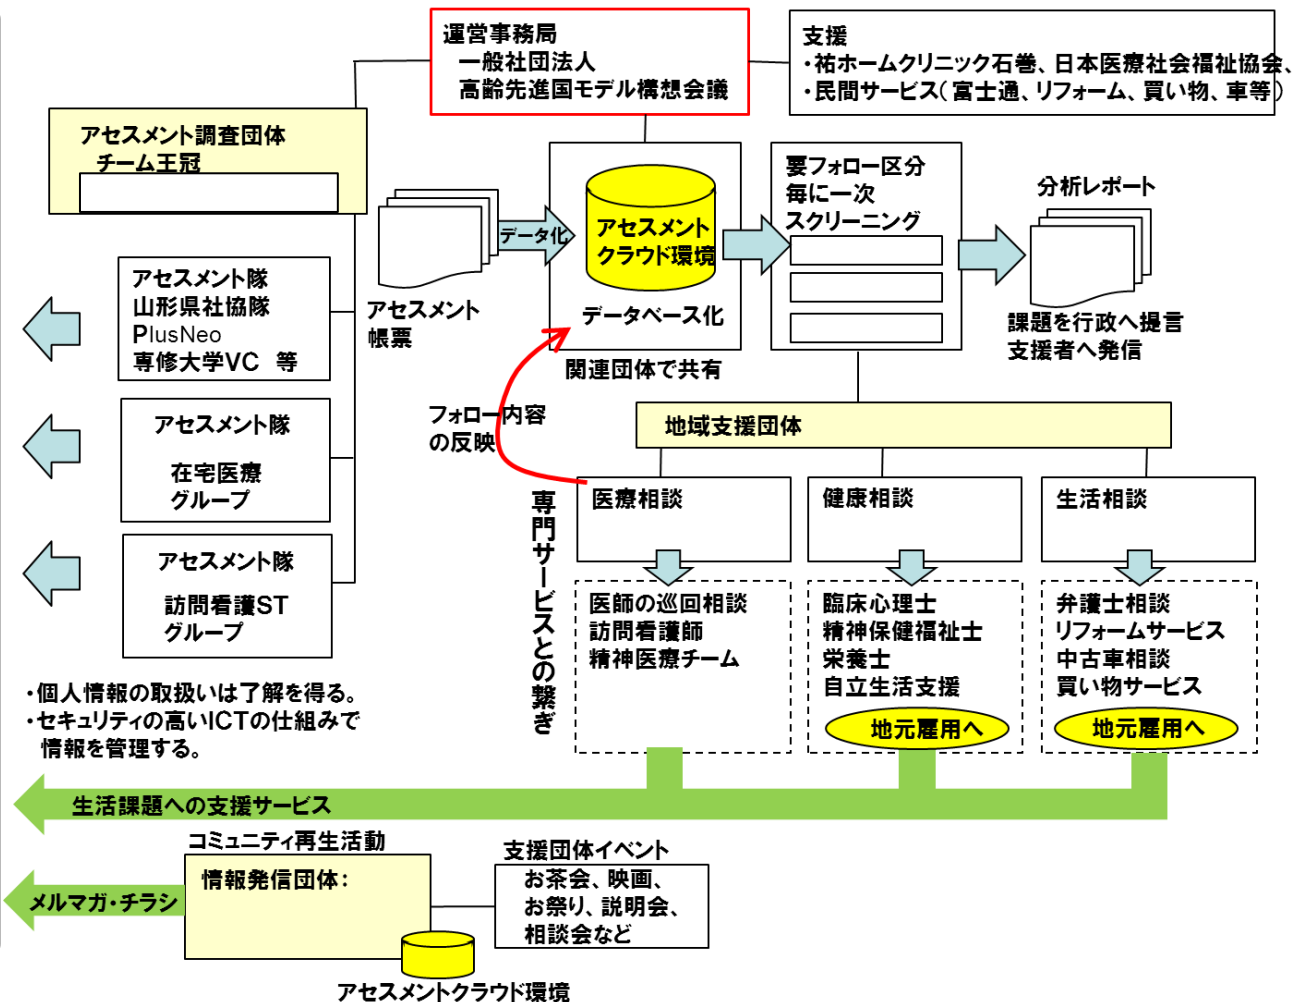 運営事務局
一般社団法人
高齢先進国モデル構想会議
支援
・祐ホームクリニック石巻、日本医療社会福祉協会、
・民間サービス（富士通、リフォーム、買い物、車等）
アセスメント調査団体
チーム王冠
アセスメント隊
山形県社協隊
PlusNeo
専修大学VC　等
アセスメント隊
在宅医療
グループ
アセスメント隊
訪問看護ST
グループ
・個人情報の取扱いは了解を得る。
・セキュリティの高いICTの仕組みで
情報を管理する。
アセスメント
帳票
データ化
アセスメント
クラウド環境
データベース化
関連団体で共有
要フォロー区分
毎に一次
スクリーニング
分析レポート
課題を行政へ提言
支援者へ発信
フォロー内容
の反映
地域支援団体
専門サービスとの繋ぎ
医療相談
医師の巡回相談
訪問看護師
精神医療チーム
健康相談
臨床心理士
精神保健福祉士
栄養士
自立生活支援
地元雇用へ
生活相談
弁護士相談
リフォームサービス
中古車相談
買い物サービス
地元雇用へ
生活課題への支援サービス
コミュニティ再生活動
情報発信団体：
メルマガ・チラシ
支援団体イベント
お茶会、映画、
お祭り、説明会、
相談会など
アセスメントクラウド環境